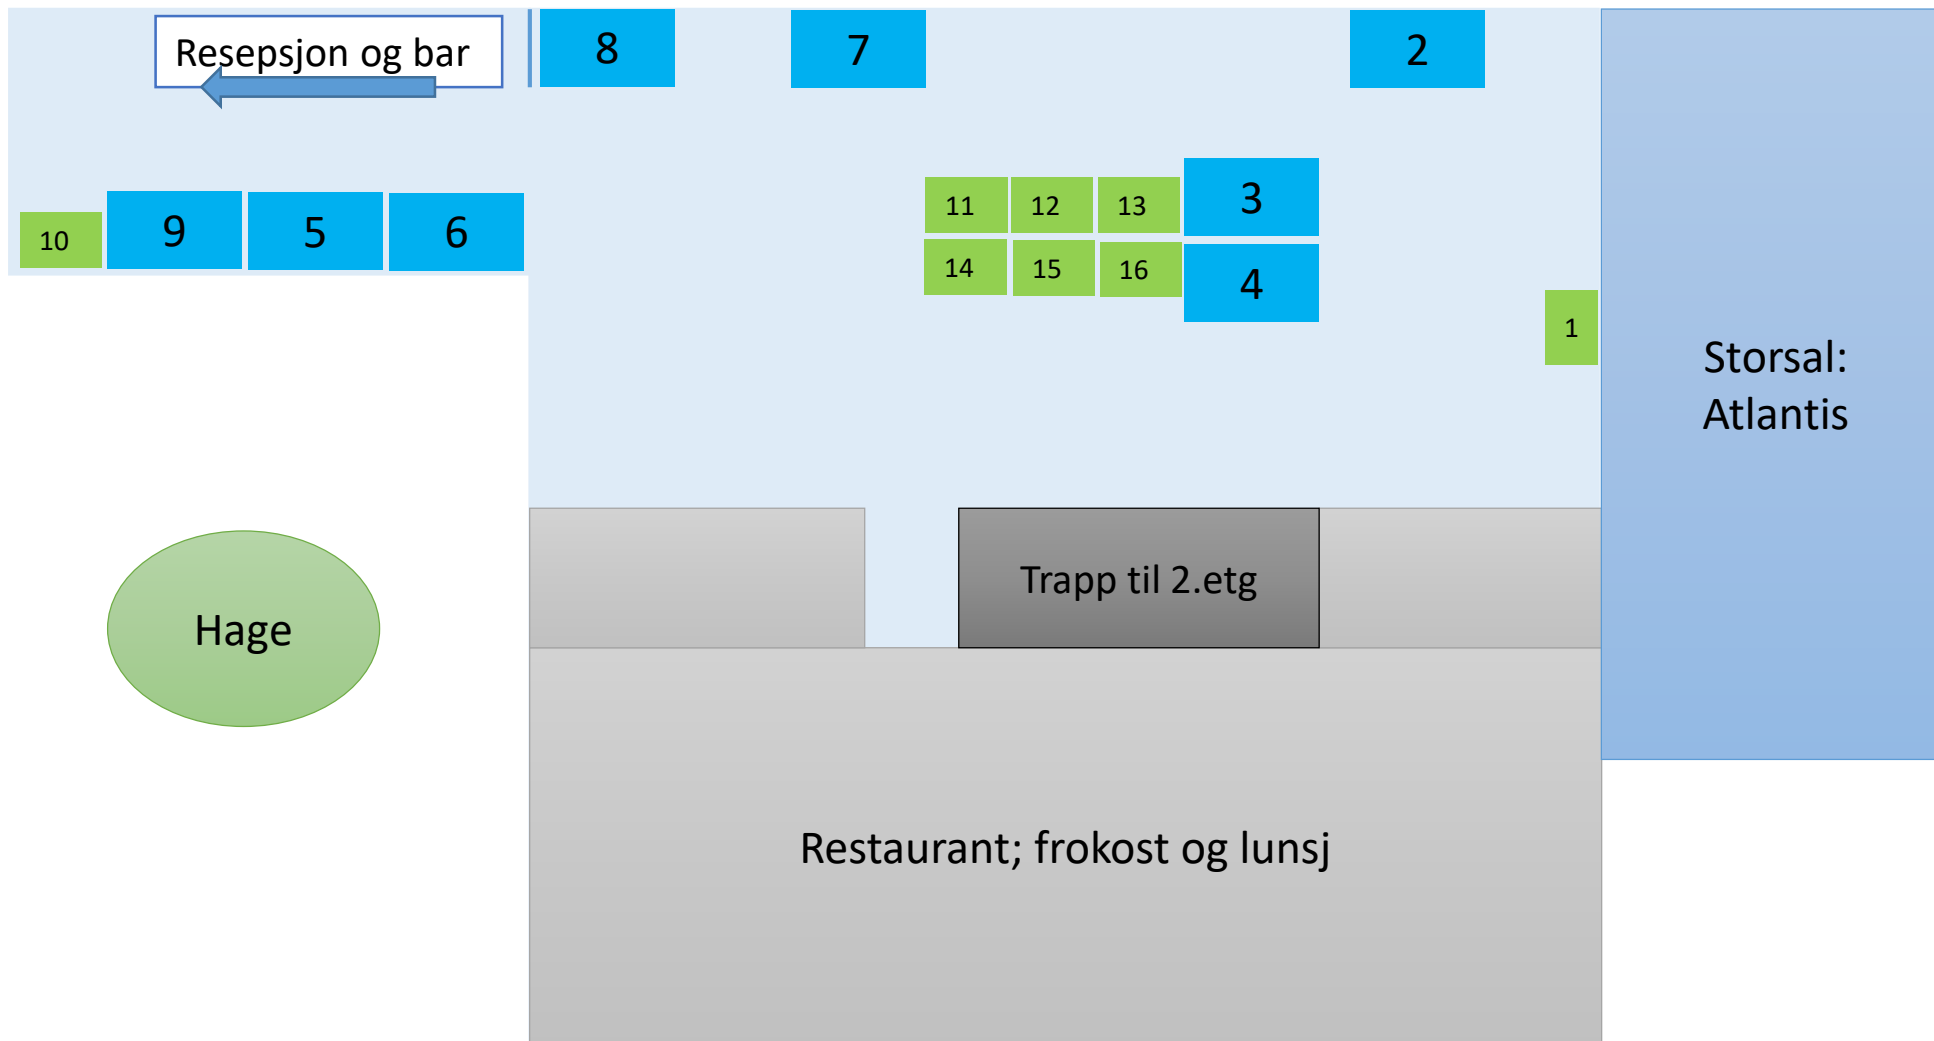 Resepsjon og bar
8
7
2
11
12
13
3
10
9
5
6
14
15
16
4
1
Storsal:
Atlantis
Trapp til 2.etg
Hage
Restaurant; frokost og lunsj